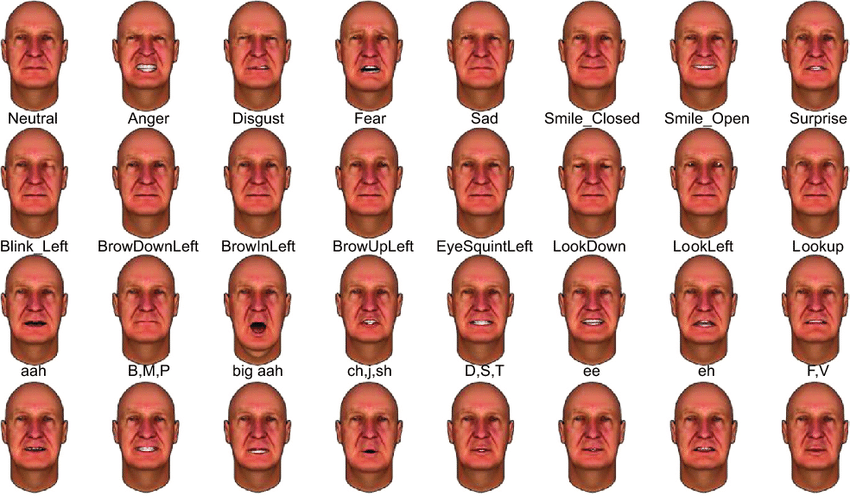 Neutral Anger Disgust Fear Sad Smile_Closed Smile_Open Surprise
Blink_Left BrowDownLeft BrowInLeft BrowUpLeft EyeSquintLeft LookDown LookLeft Lookup
aah B,M,P big aah ch,j,sh D,S,T ee eh F,V